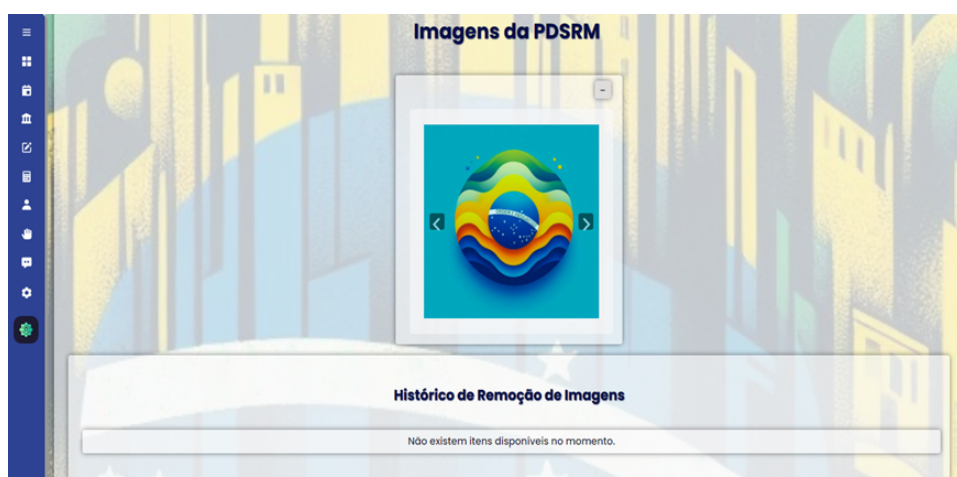 Imagens da PDSRM
-
Histórico de Remoção de Imagens
Não existem itens disponíveis no momento.